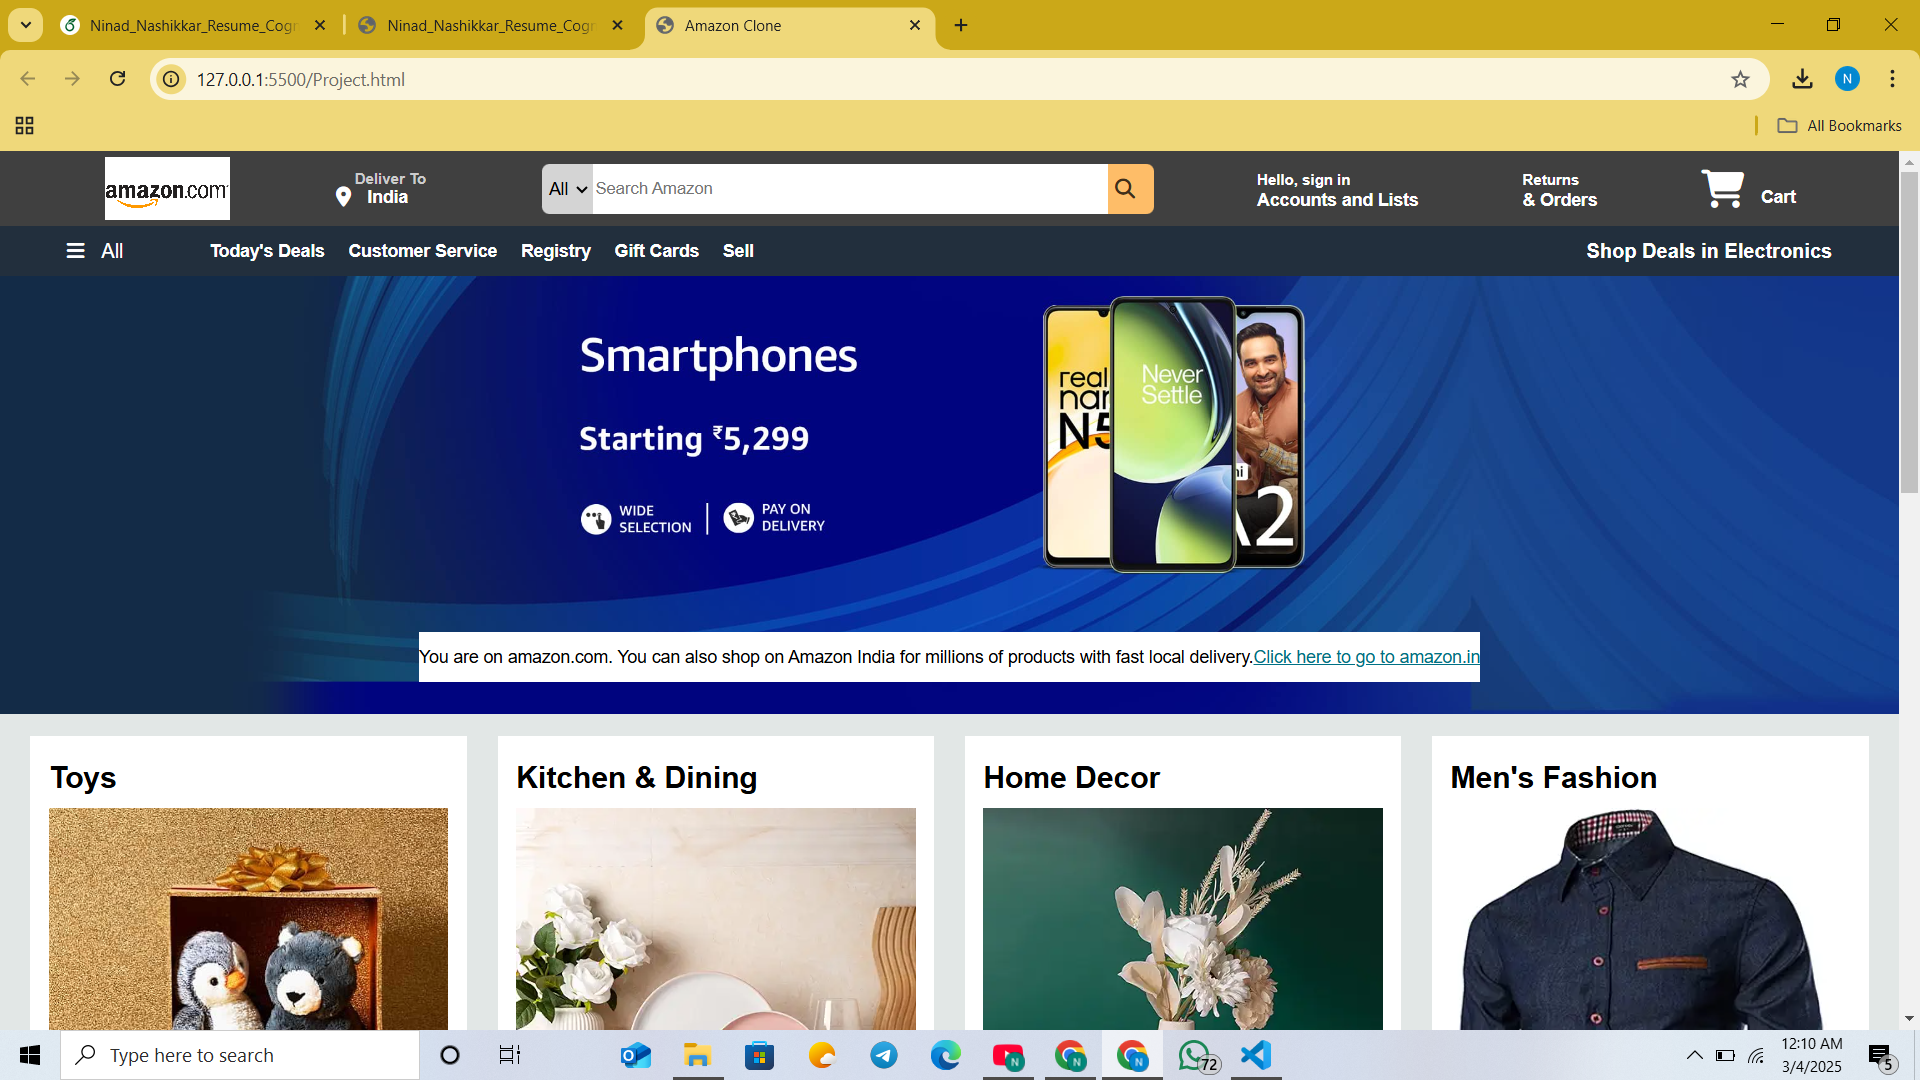 Ninad_Nashikkar_Resume_Cogn
Ninad_Nashikkar_Resume_Cogn
Amazon Clone
127.0.0.1:5500/Project.html
N
All Bookmarks
amazon.com
Deliver To
India
All
Search Amazon
Hello, sign in
Accounts and Lists
Returns
& Orders
Cart
All
Today's Deals
Customer Service
Registry
Gift Cards
Sell
Shop Deals in Electronics
Smartphones
Starting ₹5,299
WIDE
SELECTION
PAY ON
DELIVERY
real
nar
N5
Never
Settle
A2
You are on amazon.com. You can also shop on Amazon India for millions of products with fast local delivery.Click here to go to amazon.in
Toys
Kitchen & Dining
Home Decor
Men's Fashion
Type here to search
N
N
N
72
12:10 AM
3/4/2025
5